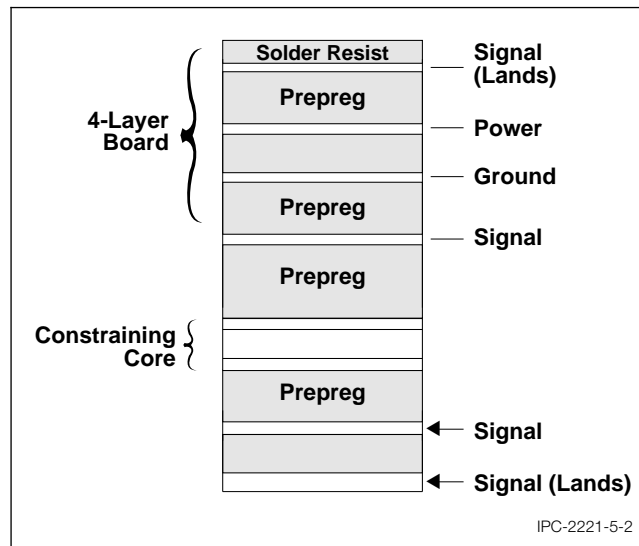 Solder Resist
Signal
(Lands)
Prepreg
4-Layer
Board
Power
Ground
Prepreg
Signal
Prepreg
Constraining
Core
Prepreg
Signal
Signal (Lands)
IPC-2221-5-2